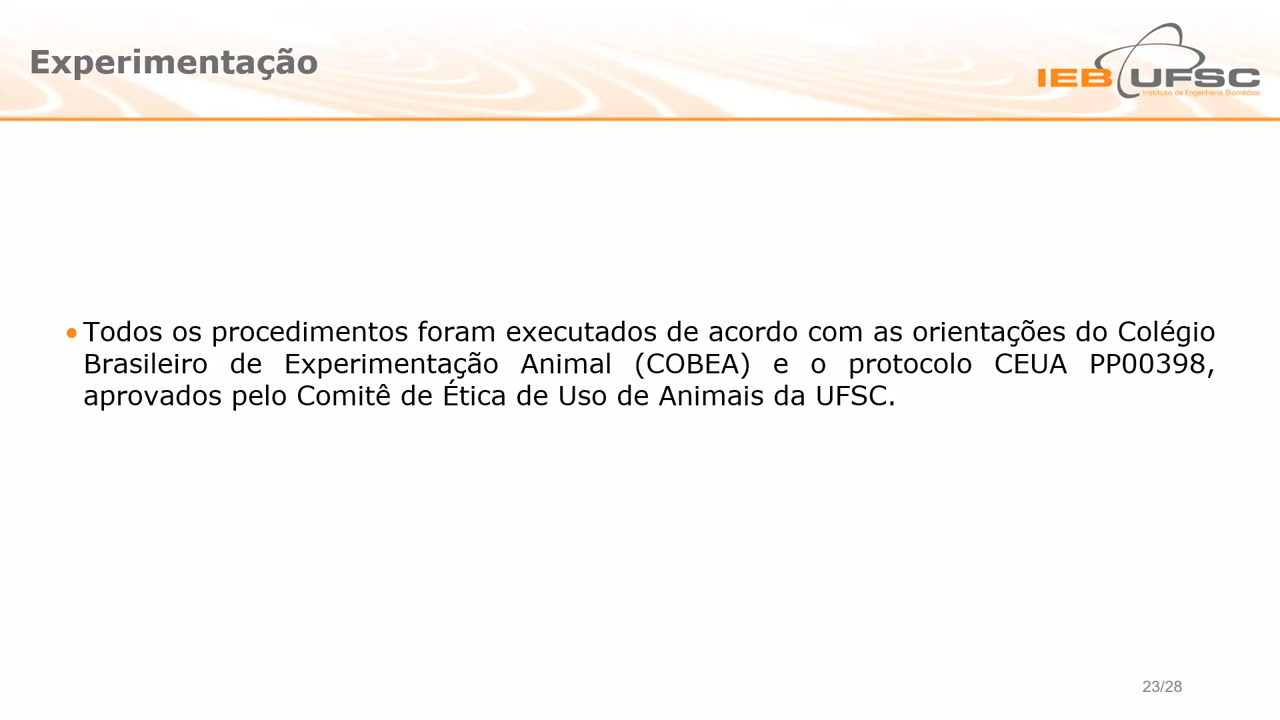 Experimentação
IEB UFSC
Instituto de Engenharia Biomédica
Todos os procedimentos foram executados de acordo com as orientações do Colégio
Brasileiro de Experimentação Animal (COBEA) e o protocolo CEUA PP00398,
aprovados pelo Comitê de Ética de Uso de Animais da UFSC.
23/28